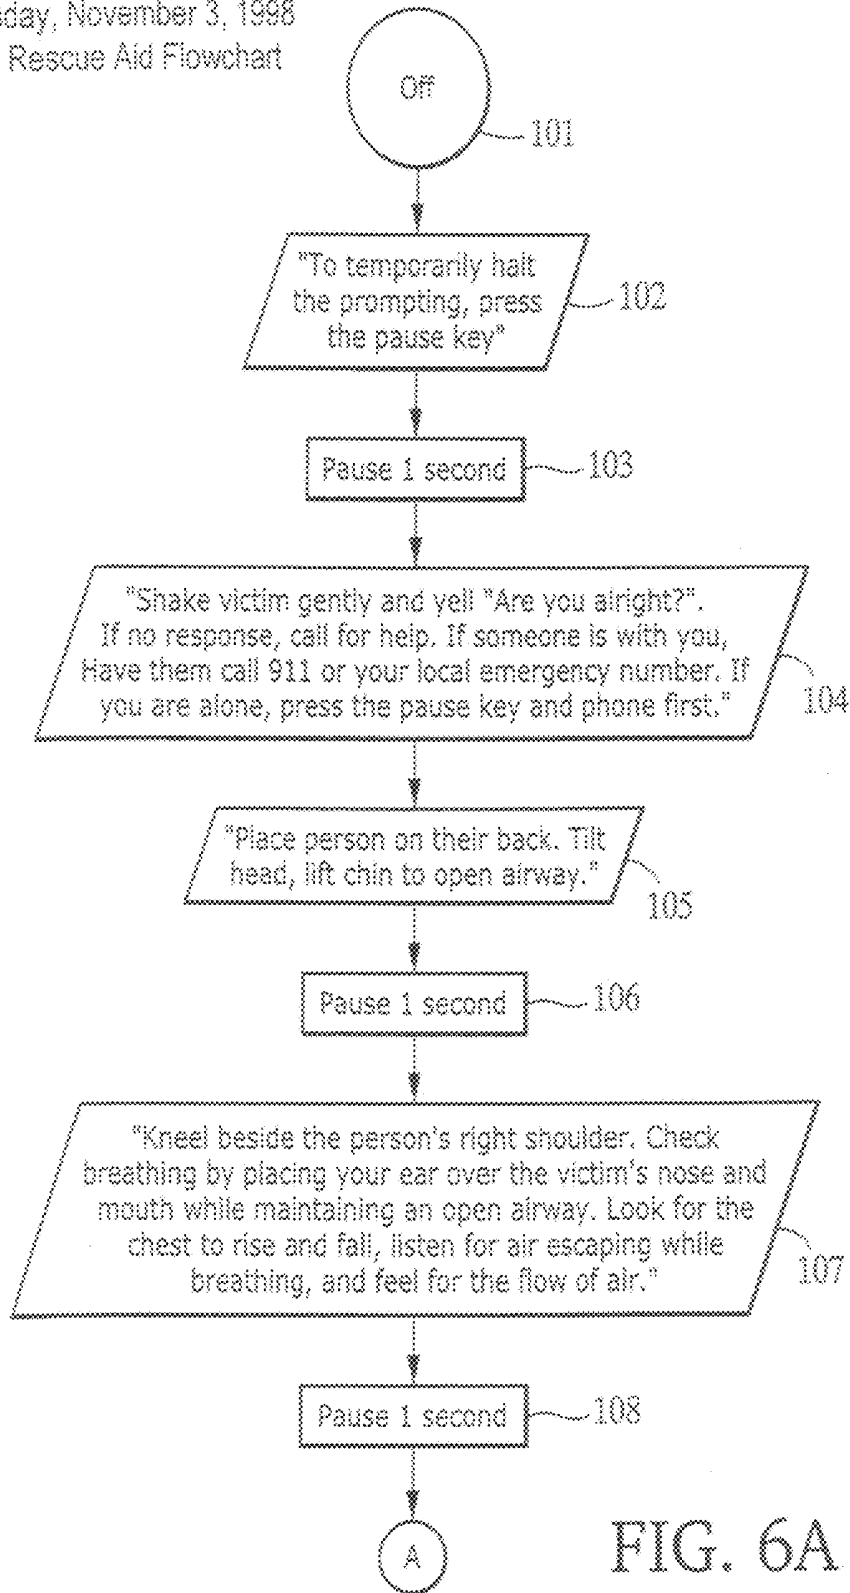 day, November 3, 1998
Rescue Aid Flowchart
Off
101
"To temporarily halt
the prompting, press
the pause key"
102
Pause 1 second
103
"Shake victim gently and yell "Are you alright?".
If no response, call for help. If someone is with you,
Have them call 911 or your local emergency number. If
you are alone, press the pause key and phone first."
104
"Place person on their back. Tilt
head, lift chin to open airway."
105
Pause 1 second
106
"Kneel beside the person's right shoulder. Check
breathing by placing your ear over the victim's nose and
mouth while maintaining an open airway. Look for the
chest to rise and fall, listen for air escaping while
breathing, and feel for the flow of air."
107
Pause 1 second
108
A
FIG. 6A